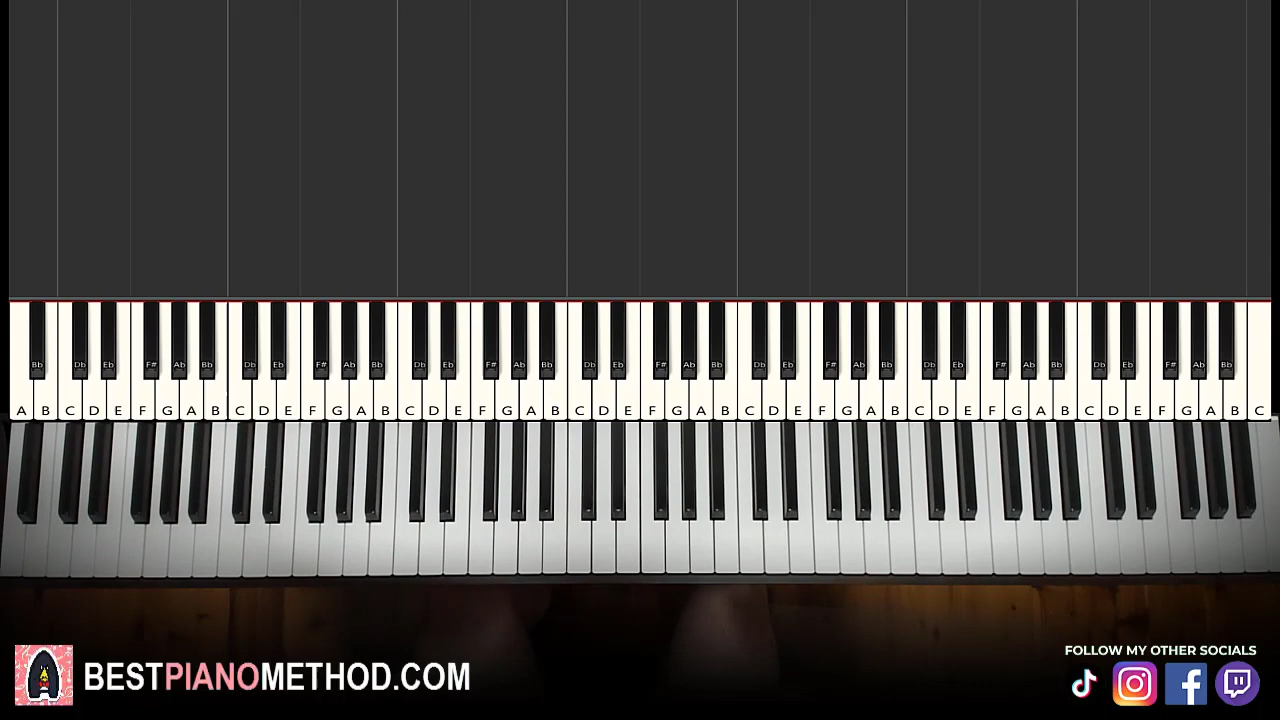 Bb Db Eb F# Ab Bb Db Eb F# Ab Bb Db Eb F# Ab Bb Db Eb F# Ab Bb Db Eb F# Ab Bb Db Eb F# Ab Bb Db Eb F# Ab Bb
A B C D E F G A B C D E F G A B C D E F G A B C D E F G A B C D E F G A B C D E F G A B C D E F G A B C
BESTPIANOMETHOD.COM
FOLLOW MY OTHER SOCIALS